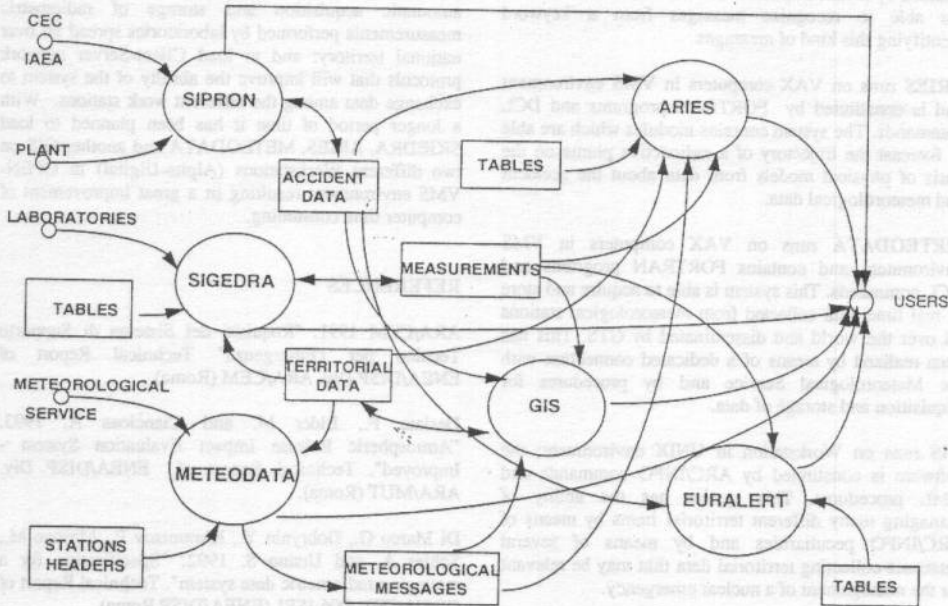 CEC
IAEA
SIPRON
ARIES
PLANT
TABLES
ACCIDENT
DATA
LABORATORIES
SIGEDRA
MEASUREMENTS
TABLES
USERS
TERRITORIAL
DATA
METEOROLOGICAL
SERVICE
GIS
METEODATA
EURALERT
STATIONS
HEADERS
METEOROLOGICAL
MESSAGES
TABLES